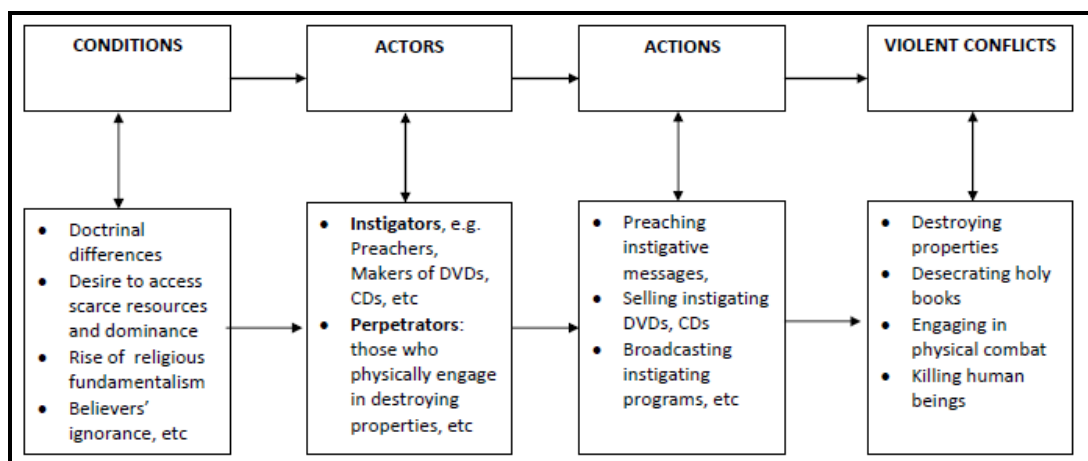 CONDITIONS
ACTORS
ACTIONS
VIOLENT CONFLICTS
• Doctrinal
differences
• Desire to access
scarce resources
and dominance
• Rise of religious
fundamentalism
• Believers’
ignorance, etc
• Instigators, e.g.
Preachers,
Makers of DVDs,
CDs, etc
• Perpetrators:
those who
physically engage
in destroying
properties, etc
• Preaching
instigative
messages,
• Selling instigating
DVDs, CDs
• Broadcasting
instigating
programs, etc
• Destroying
properties
• Desecrating holy
books
• Engaging in
physical combat
• Killing human
beings